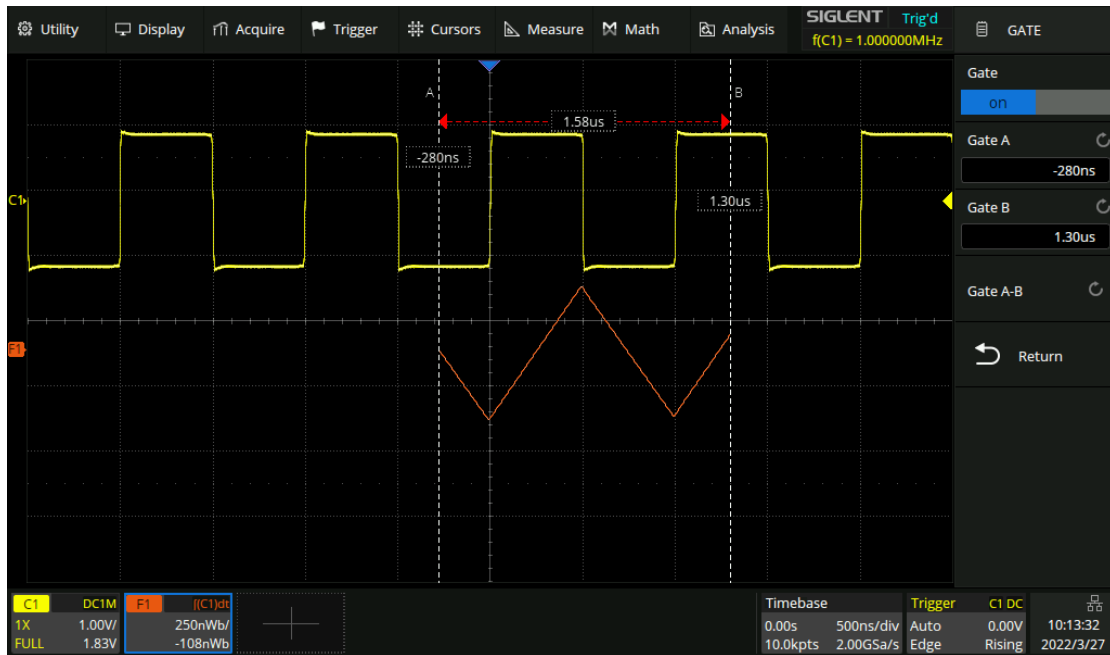 Utility Display Acquire Trigger Cursors Measure Math Analysis
SIGLENT Trig'd
f(C1) = 1.000000MHz
GATE
Gate
on
Gate A
-280ns
Gate B
1.30us
Gate A-B
Return
A
B
1.58us
-280ns
1.30us
C1
F1
C1 DC1M
1X 1.00V/
FULL 1.83V
F1 ∫(C1)dt
250nWb/
-108nWb
Timebase
0.00s 500ns/div
10.0kpts 2.00GSa/s
Trigger C1 DC
Auto 0.00V
Edge Rising
10:13:32
2022/3/27